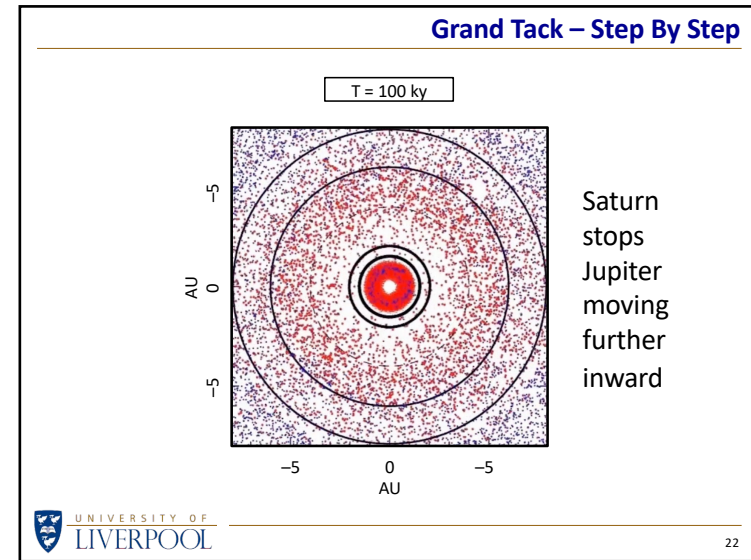 Grand Tack – Step By Step
T = 100 ky
–5
AU
0
–5
–5
0
–5
AU
Saturn
stops
Jupiter
moving
further
inward
UNIVERSITY OF
LIVERPOOL
22